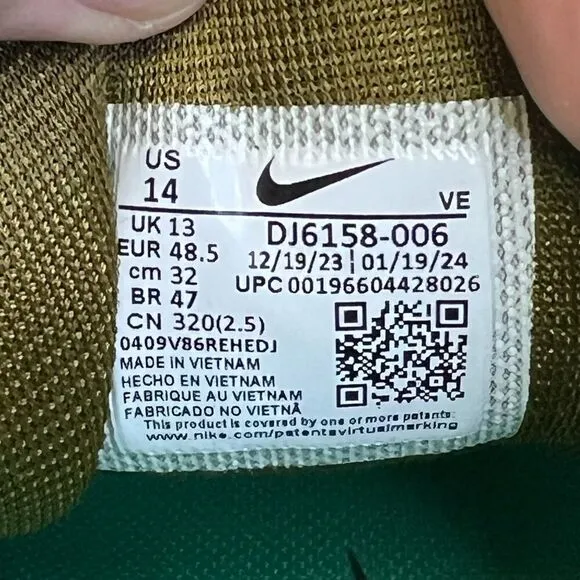 US
14
VE
UK 13
EUR 48.5
cm 32
BR 47
CN 320(2.5)
DJ6158-006
12/19/23 | 01/19/24
UPC 00196604428026
0409V86REHEDJ
MADE IN VIETNAM
HECHO EN VIETNAM
FABRIQUE AU VIETNAM
FABRICADO NO VIETNÃ
This product is covered by one or more patents:
www.nike.com/patentsvirtualmarking